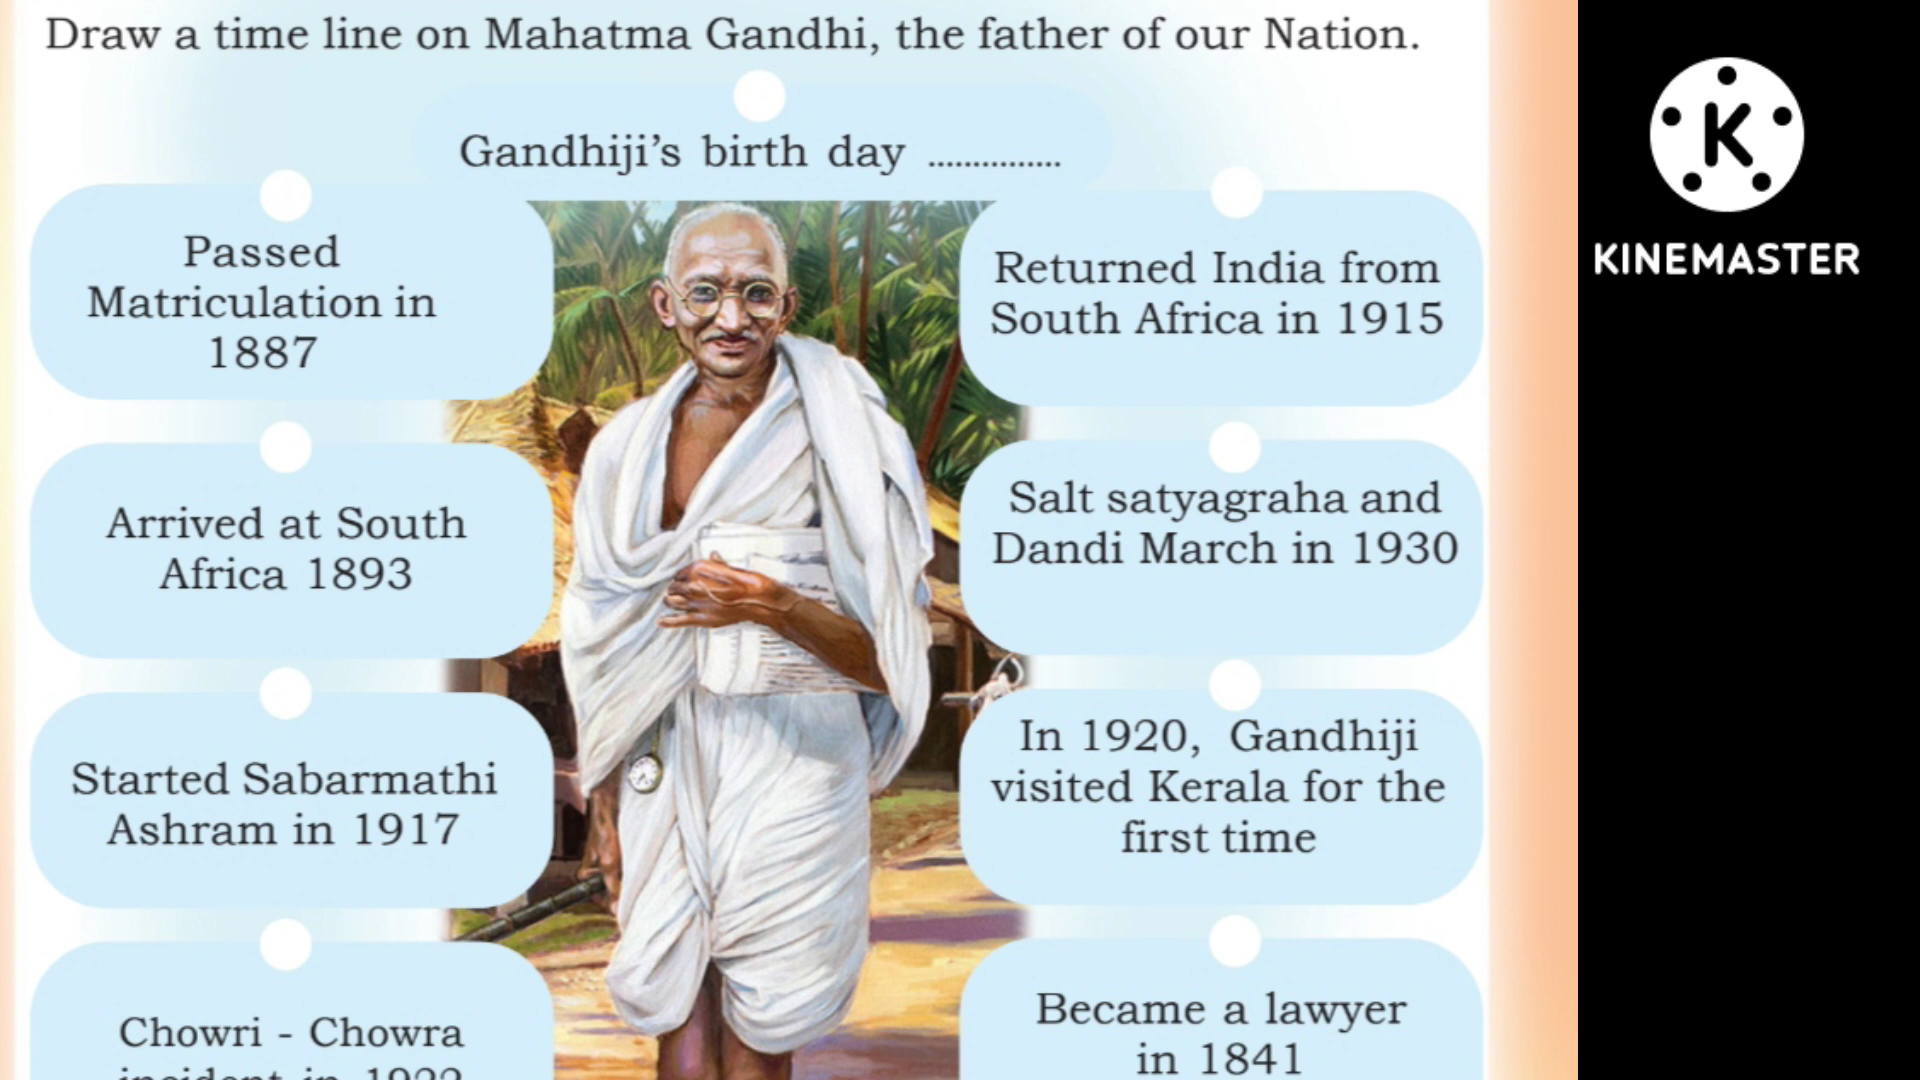 Draw a time line on Mahatma Gandhi, the father of our Nation.
Gandhiji's birth day ...............
Passed
Matriculation in
1887
Returned India from
South Africa in 1915
Arrived at South
Africa 1893
Salt satyagraha and
Dandi March in 1930
Started Sabarmathi
Ashram in 1917
In 1920, Gandhiji
visited Kerala for the
first time
Chowri - Chowra
incident in 1922
Became a lawyer
in 1841
K
KINEMASTER